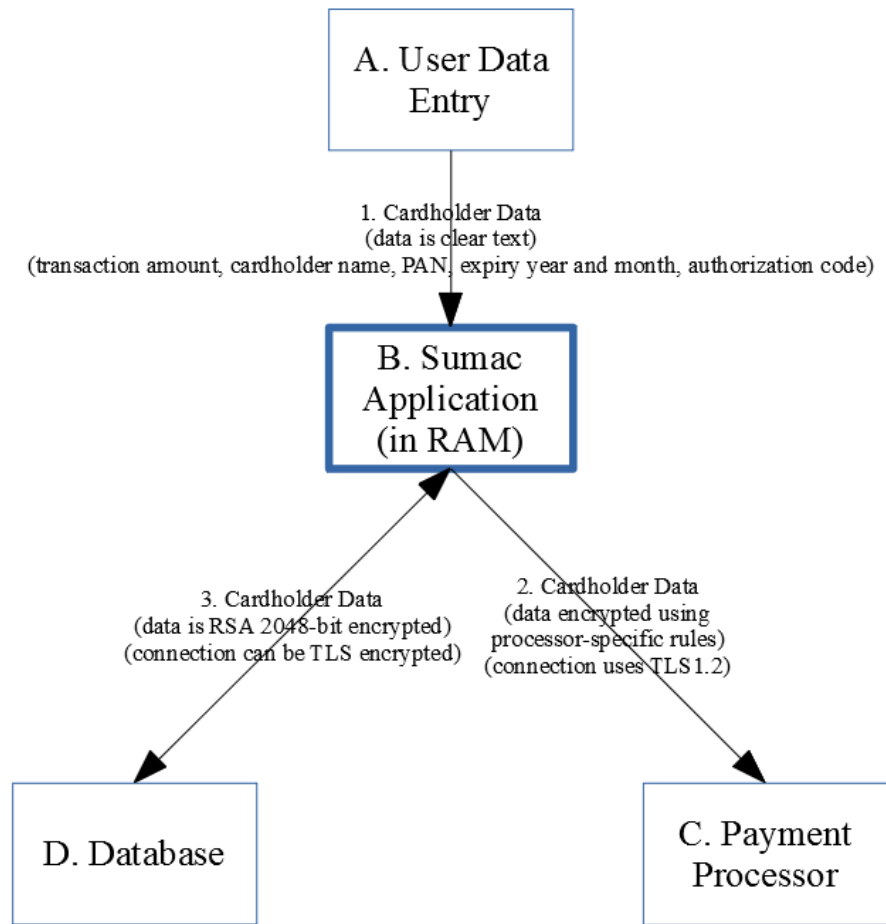 A. User Data
Entry
1. Cardholder Data
(data is clear text)
(transaction amount, cardholder name, PAN, expiry year and month, authorization code)
B. Sumac
Application
(in RAM)
3. Cardholder Data
(data is RSA 2048-bit encrypted)
(connection can be TLS encrypted)
2. Cardholder Data
(data encrypted using
processor-specific rules)
(connection uses TLS1.2)
D. Database
C. Payment
Processor